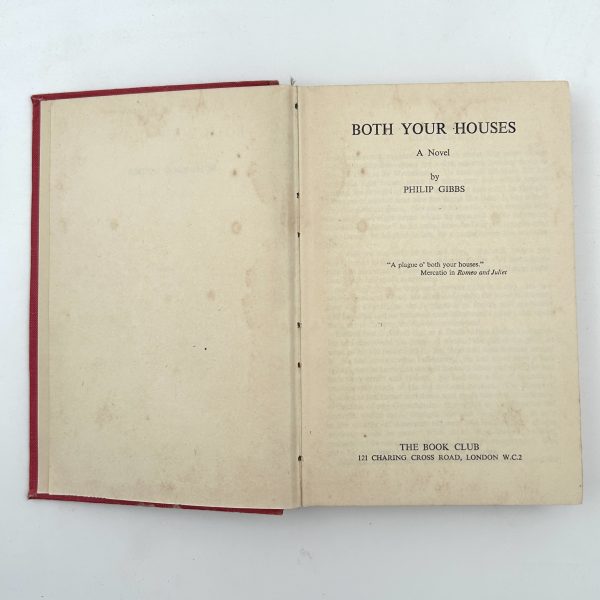 BOTH YOUR HOUSES
A Novel
by
PHILIP GIBBS
"A plague o' both your houses."
Mercutio in Romeo and Juliet
THE BOOK CLUB
121 CHARING CROSS ROAD, LONDON W.C.2